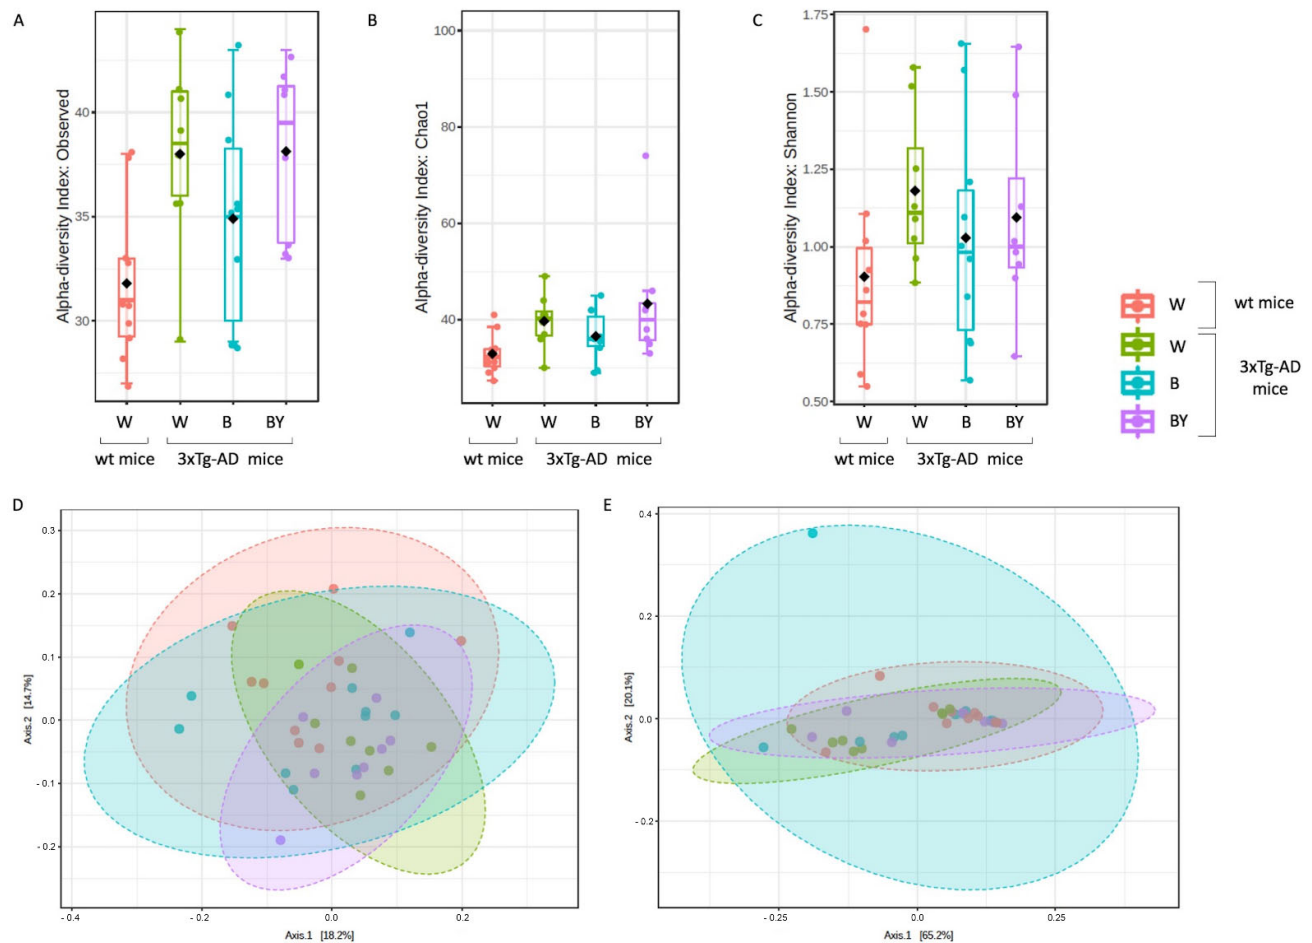 A
B
C
Alpha-diversity Index: Observed
40
35
30
W W B BY
wt mice 3xTg-AD mice
Alpha-diversity Index: Chao1
100
80
60
40
W W B BY
wt mice 3xTg-AD mice
Alpha-diversity Index: Shannon
1.75
1.50
1.25
1.00
0.75
0.50
W W B BY
wt mice 3xTg-AD mice
W wt mice
W
B
BY
3xTg-AD
mice
D
Axis.2 [14.7%]
0.3
0.2
0.1
0.0
- 0.1
- 0.2
- 0.4 - 0.2 0.0 0.2
Axis.1 [18.2%]
E
Axis.2 [20.1%]
0.4
0.2
0.0
- 0.2
- 0.25 0.0 0.25
Axis.1 [65.2%]